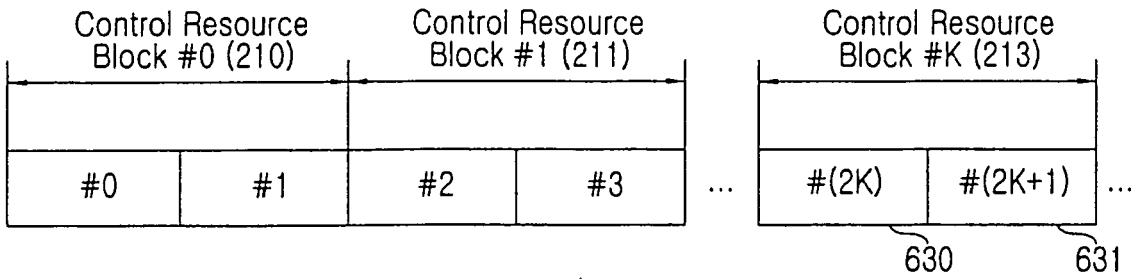 Control Resource
Block #0 (210)
Control Resource
Block #1 (211)
Control Resource
Block #K (213)
#0
#1
#2
#3
...
#(2K)
#(2K+1)
...
630
631